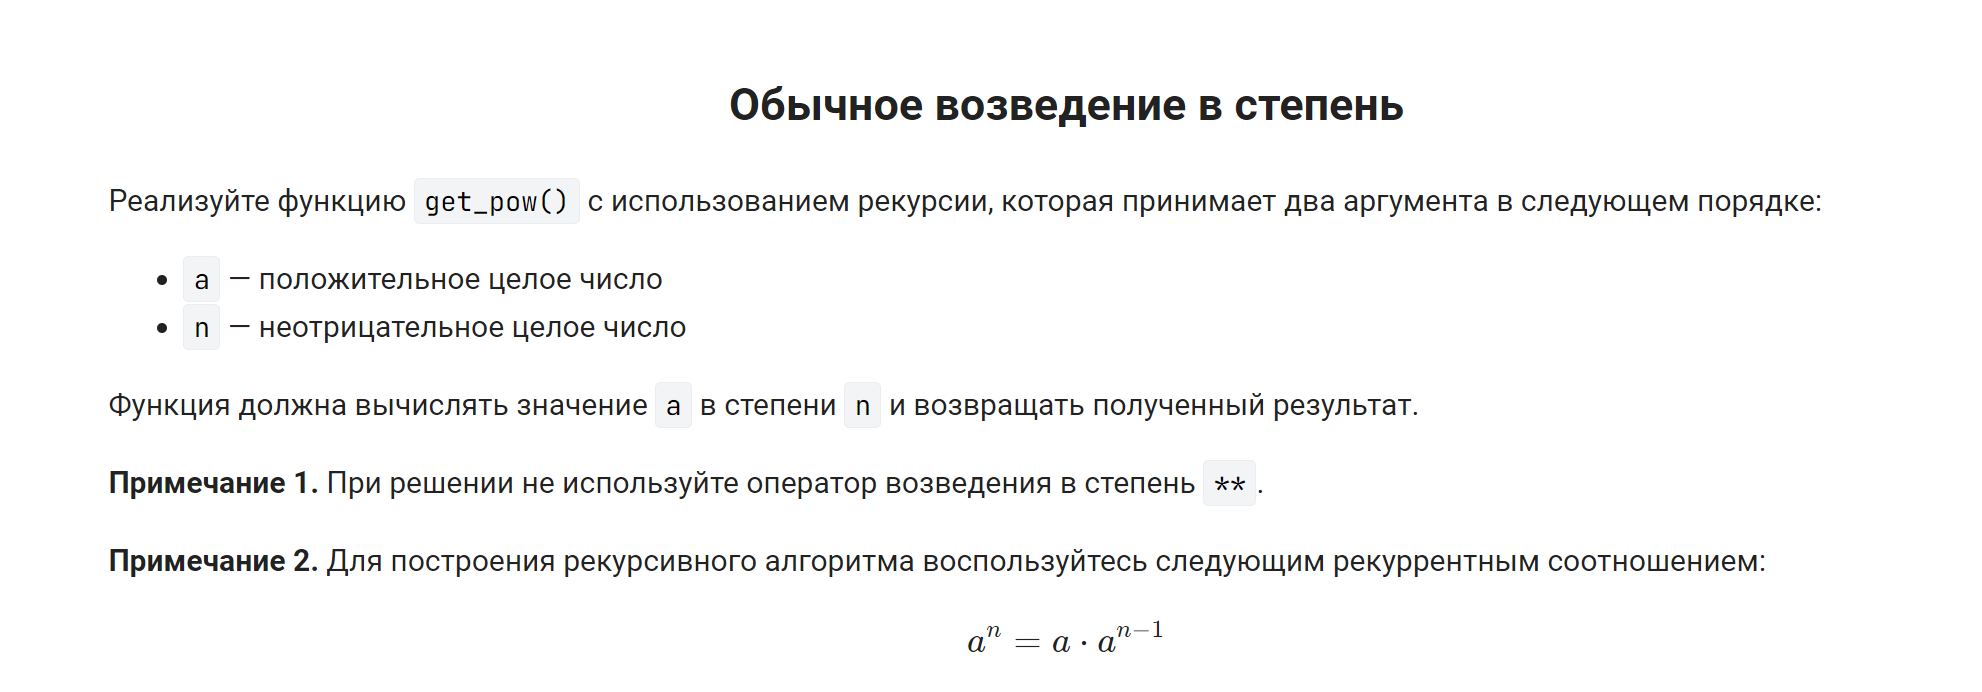 Обычное возведение в степень
Реализуйте функцию get_pow() с использованием рекурсии, которая принимает два аргумента в следующем порядке:
• a — положительное целое число
• n — неотрицательное целое число
Функция должна вычислять значение a в степени n и возвращать полученный результат.
Примечание 1. При решении не используйте оператор возведения в степень **.
Примечание 2. Для построения рекурсивного алгоритма воспользуйтесь следующим рекуррентным соотношением:
aⁿ = a · aⁿ⁻¹